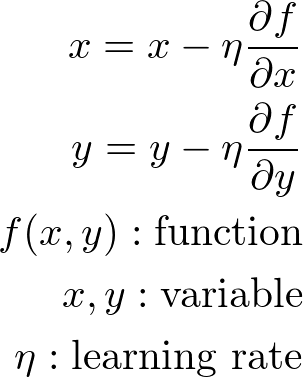 x = x − η ∂f/∂x
y = y − η ∂f/∂y
f(x, y) : function
x, y : variable
η : learning rate